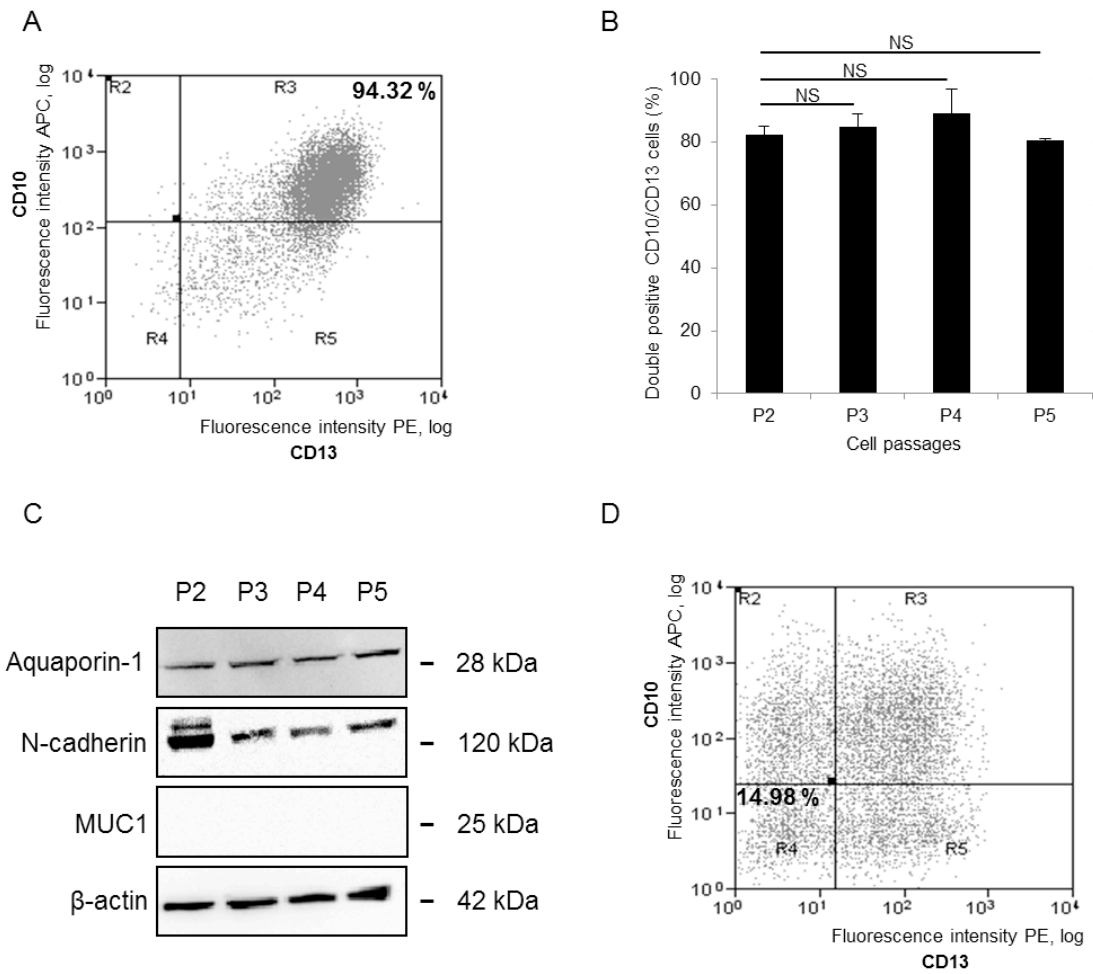 A
CD10
Fluorescence intensity APC, log
10⁴
10³
10²
10¹
10⁰
R2
R3
94.32 %
R4
R5
10⁰ 10¹ 10² 10³ 10⁴
Fluorescence intensity PE, log
CD13
B
Double positive CD10/CD13 cells (%)
100
80
60
40
20
0
NS
NS
NS
P2 P3 P4 P5
Cell passages
C
P2 P3 P4 P5
Aquaporin-1 – 28 kDa
N-cadherin – 120 kDa
MUC1 – 25 kDa
β-actin – 42 kDa
D
CD10
Fluorescence intensity APC, log
10⁴
10³
10²
10¹
10⁰
R2
R3
14.98 %
R4
R5
10⁰ 10¹ 10² 10³ 10⁴
Fluorescence intensity PE, log
CD13